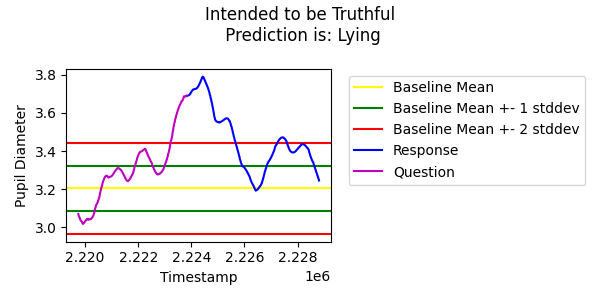 Intended to be Truthful
Prediction is: Lying
3.8
3.6
3.4
3.2
3.0
Pupil Diameter
2.220 2.222 2.224 2.226 2.228
1e6
Timestamp
Baseline Mean
Baseline Mean +- 1 stddev
Baseline Mean +- 2 stddev
Response
Question